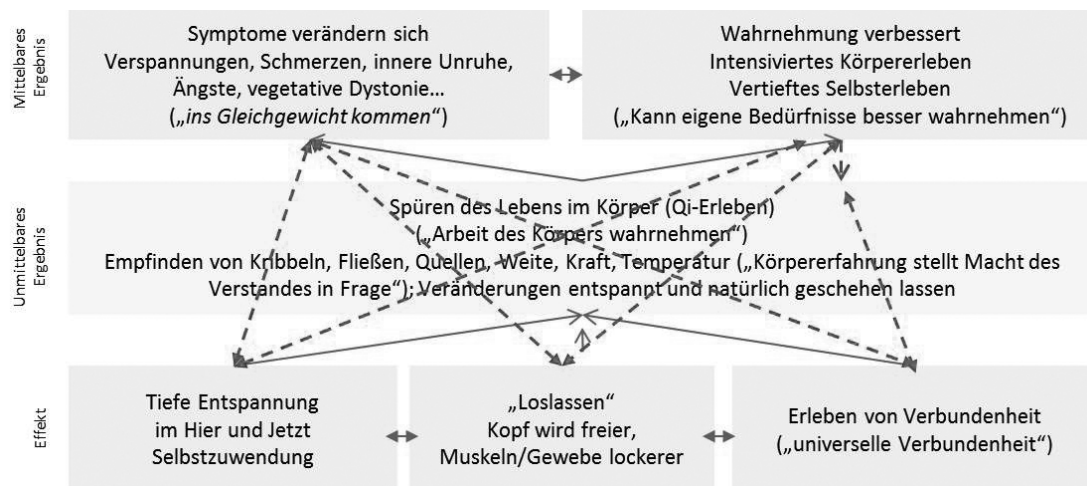 Mittelbares
Ergebnis
Symptome verändern sich
Verspannungen, Schmerzen, innere Unruhe,
Ängste, vegetative Dystonie…
(„ins Gleichgewicht kommen“)
Wahrnehmung verbessert
Intensiviertes Körpererleben
Vertieftes Selbsterleben
(„Kann eigene Bedürfnisse besser wahrnehmen“)
Unmittelbares
Ergebnis
Spüren des Lebens im Körper (Qi-Erleben)
(„Arbeit des Körpers wahrnehmen“)
Empfinden von Kribbeln, Fließen, Quellen, Weite, Kraft, Temperatur („Körpererfahrung stellt Macht des
Verstandes in Frage“); Veränderungen entspannt und natürlich geschehen lassen
Effekt
Tiefe Entspannung
im Hier und Jetzt
Selbstzuwendung
„Loslassen“
Kopf wird freier,
Muskeln/Gewebe lockerer
Erleben von Verbundenheit
(„universelle Verbundenheit“)